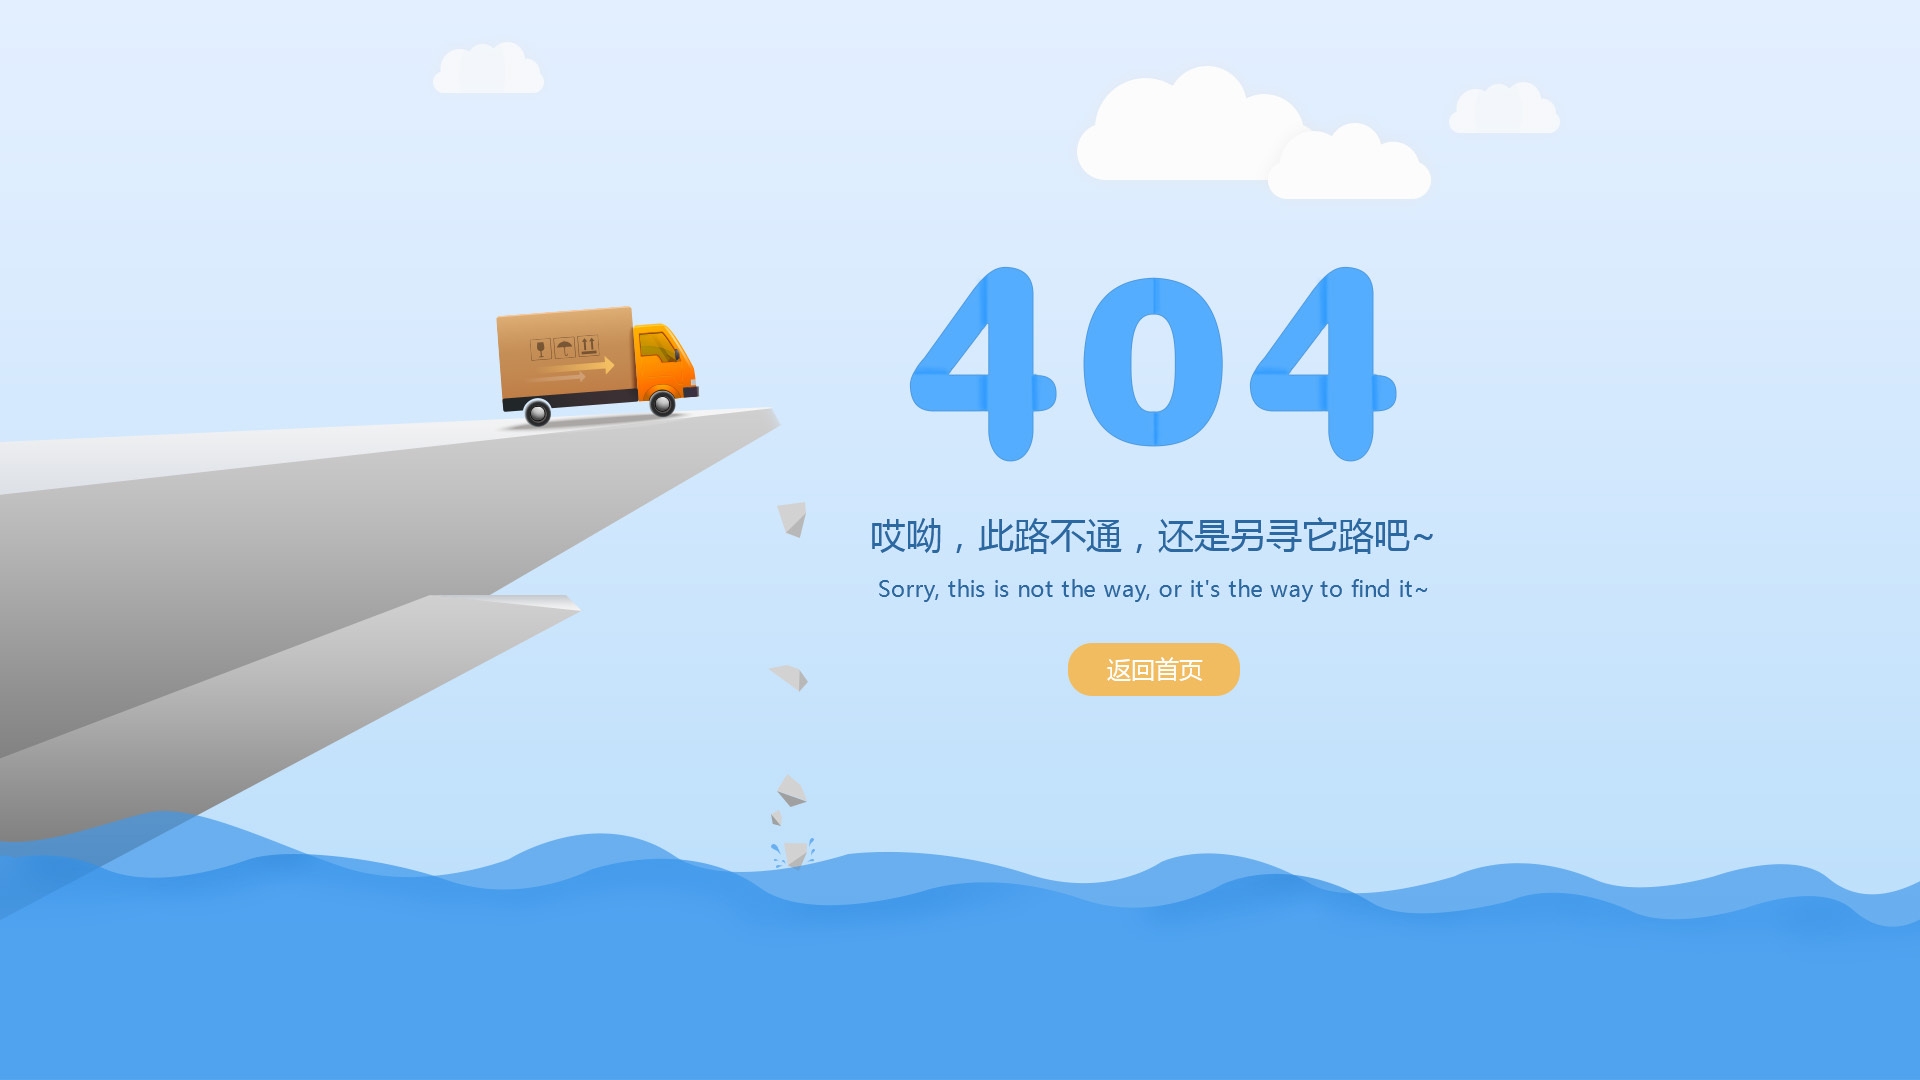 404
哎呦，此路不通，还是另寻它路吧~
Sorry, this is not the way, or it's the way to find it~
返回首页